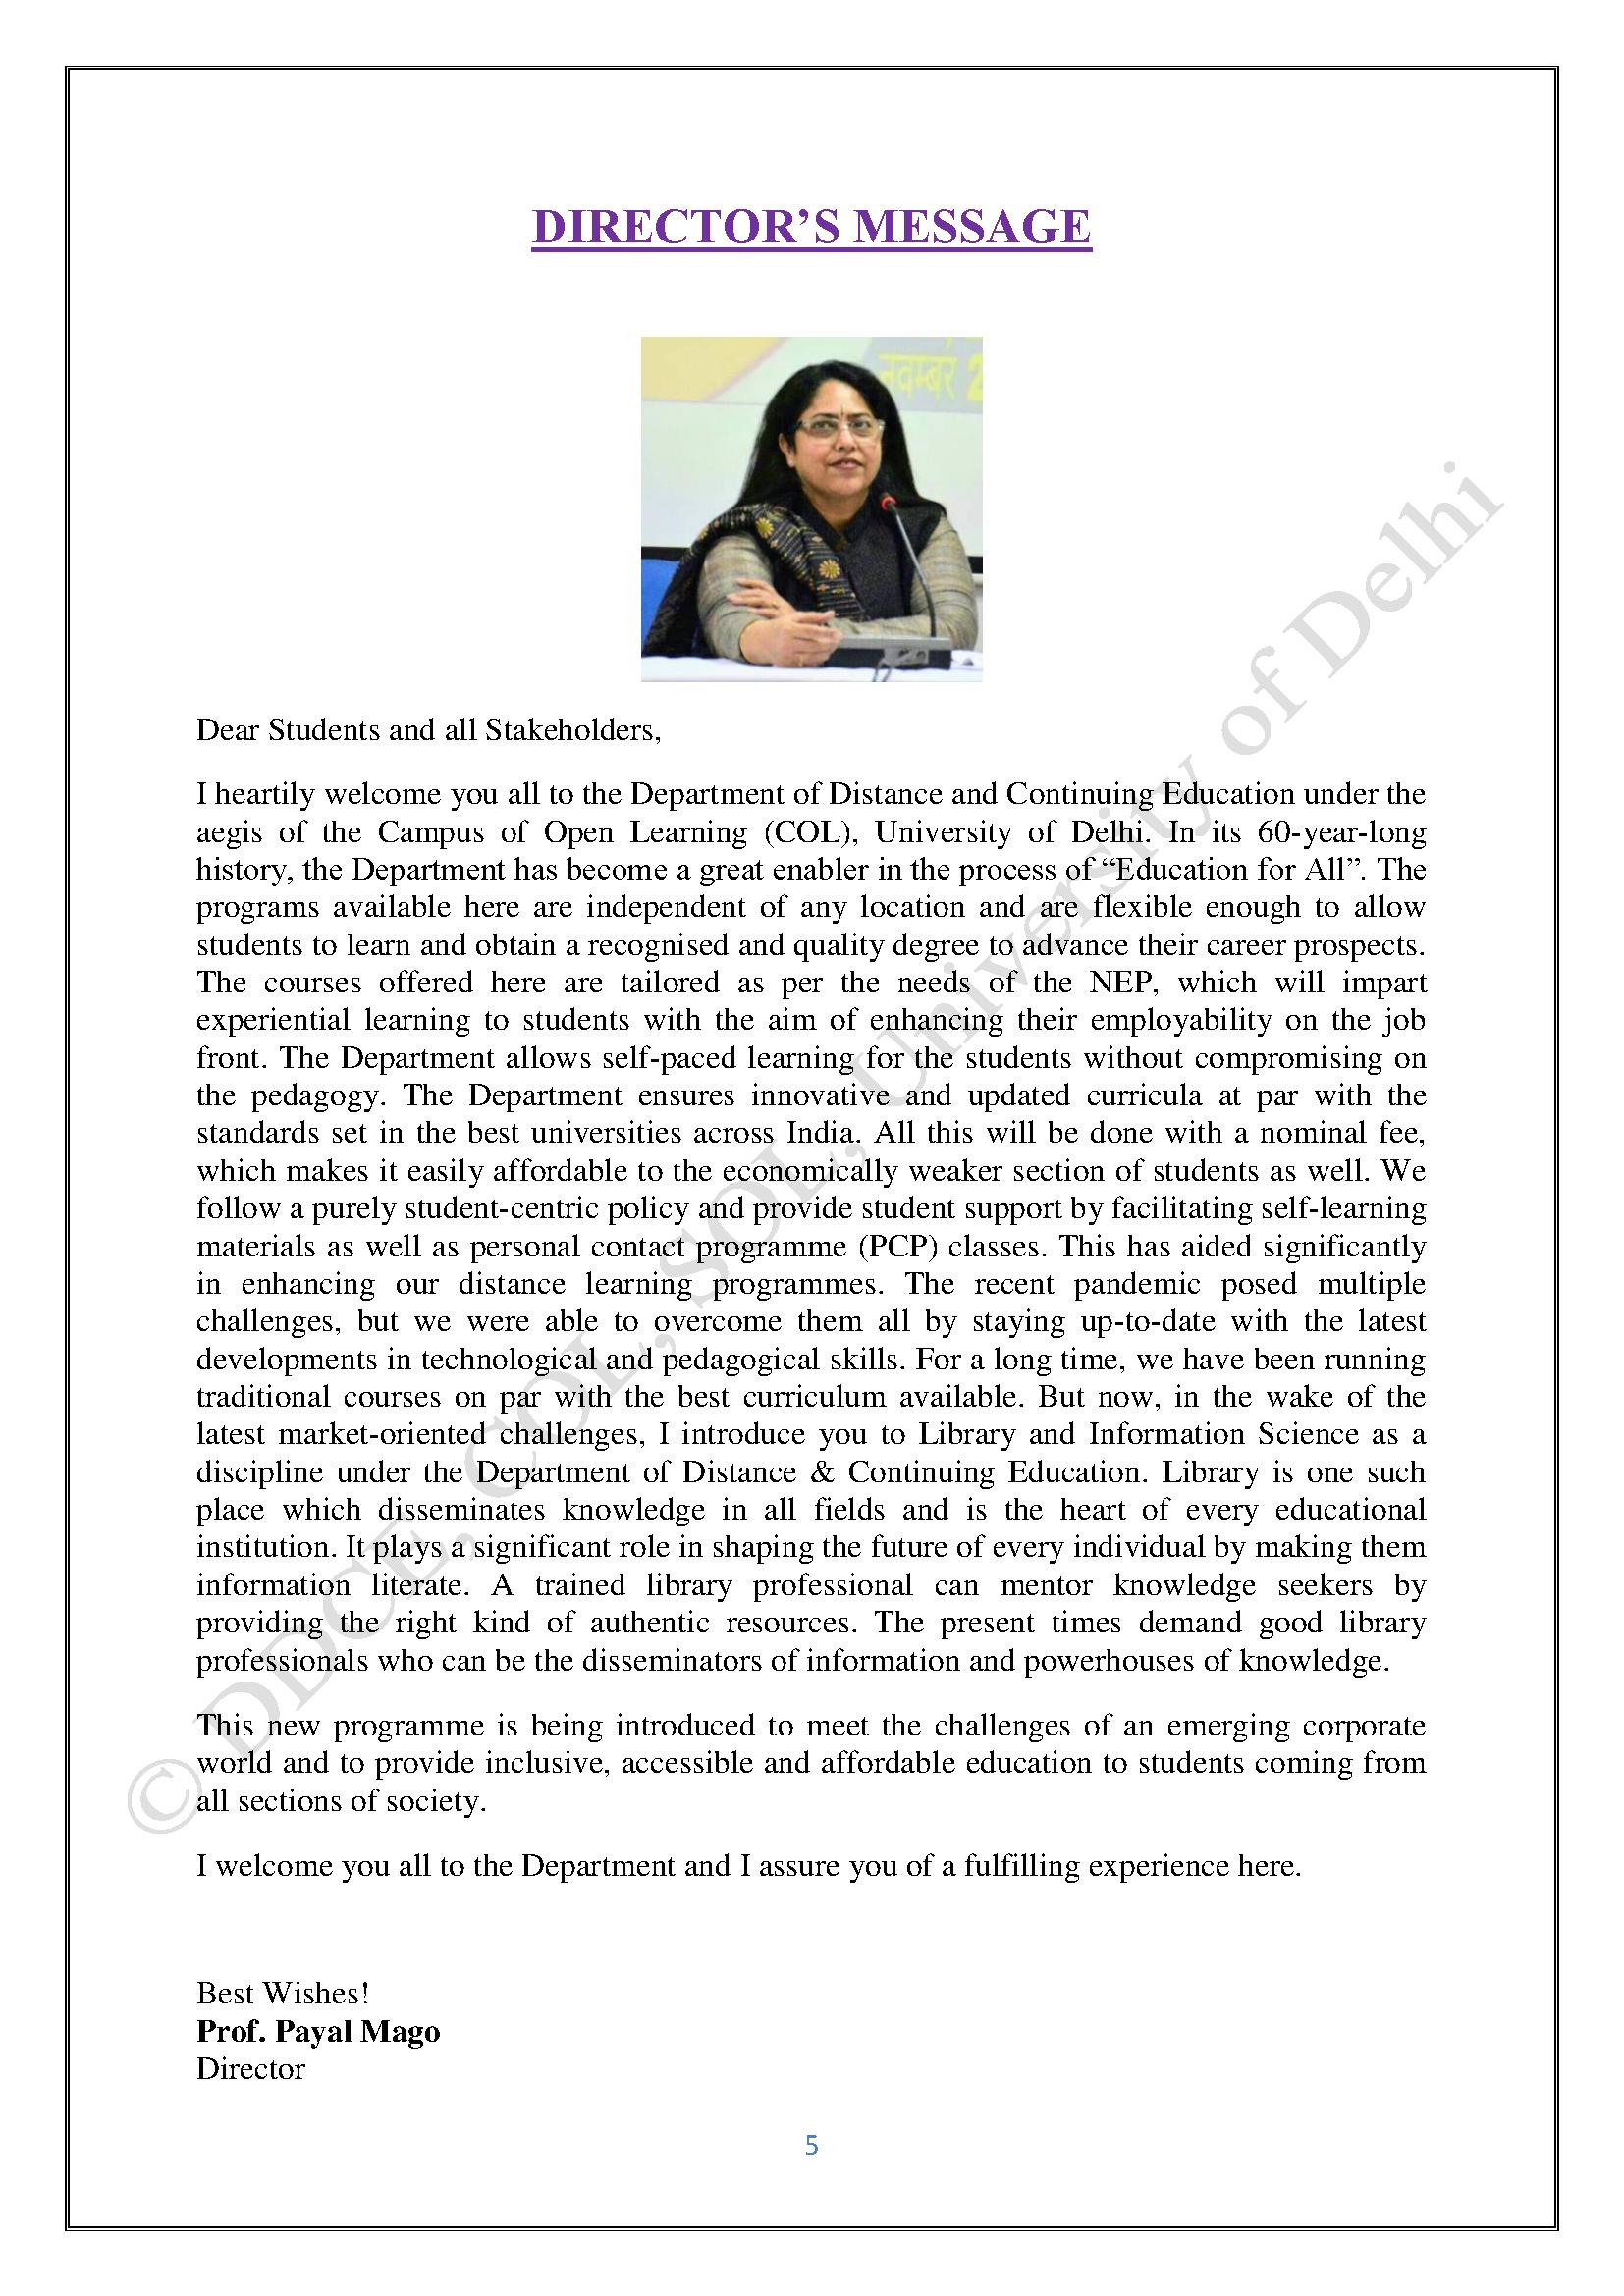 DIRECTOR’S MESSAGE
नवम्बर 2
Dear Students and all Stakeholders,
I heartily welcome you all to the Department of Distance and Continuing Education under the
aegis of the Campus of Open Learning (COL), University of Delhi. In its 60-year-long
history, the Department has become a great enabler in the process of “Education for All”. The
programs available here are independent of any location and are flexible enough to allow
students to learn and obtain a recognised and quality degree to advance their career prospects.
The courses offered here are tailored as per the needs of the NEP, which will impart
experiential learning to students with the aim of enhancing their employability on the job
front. The Department allows self-paced learning for the students without compromising on
the pedagogy. The Department ensures innovative and updated curricula at par with the
standards set in the best universities across India. All this will be done with a nominal fee,
which makes it easily affordable to the economically weaker section of students as well. We
follow a purely student-centric policy and provide student support by facilitating self-learning
materials as well as personal contact programme (PCP) classes. This has aided significantly
in enhancing our distance learning programmes. The recent pandemic posed multiple
challenges, but we were able to overcome them all by staying up-to-date with the latest
developments in technological and pedagogical skills. For a long time, we have been running
traditional courses on par with the best curriculum available. But now, in the wake of the
latest market-oriented challenges, I introduce you to Library and Information Science as a
discipline under the Department of Distance & Continuing Education. Library is one such
place which disseminates knowledge in all fields and is the heart of every educational
institution. It plays a significant role in shaping the future of every individual by making them
information literate. A trained library professional can mentor knowledge seekers by
providing the right kind of authentic resources. The present times demand good library
professionals who can be the disseminators of information and powerhouses of knowledge.
This new programme is being introduced to meet the challenges of an emerging corporate
world and to provide inclusive, accessible and affordable education to students coming from
all sections of society.
I welcome you all to the Department and I assure you of a fulfilling experience here.
Best Wishes!
Prof. Payal Mago
Director
5
© DDCE, COL, SOL, University of Delhi